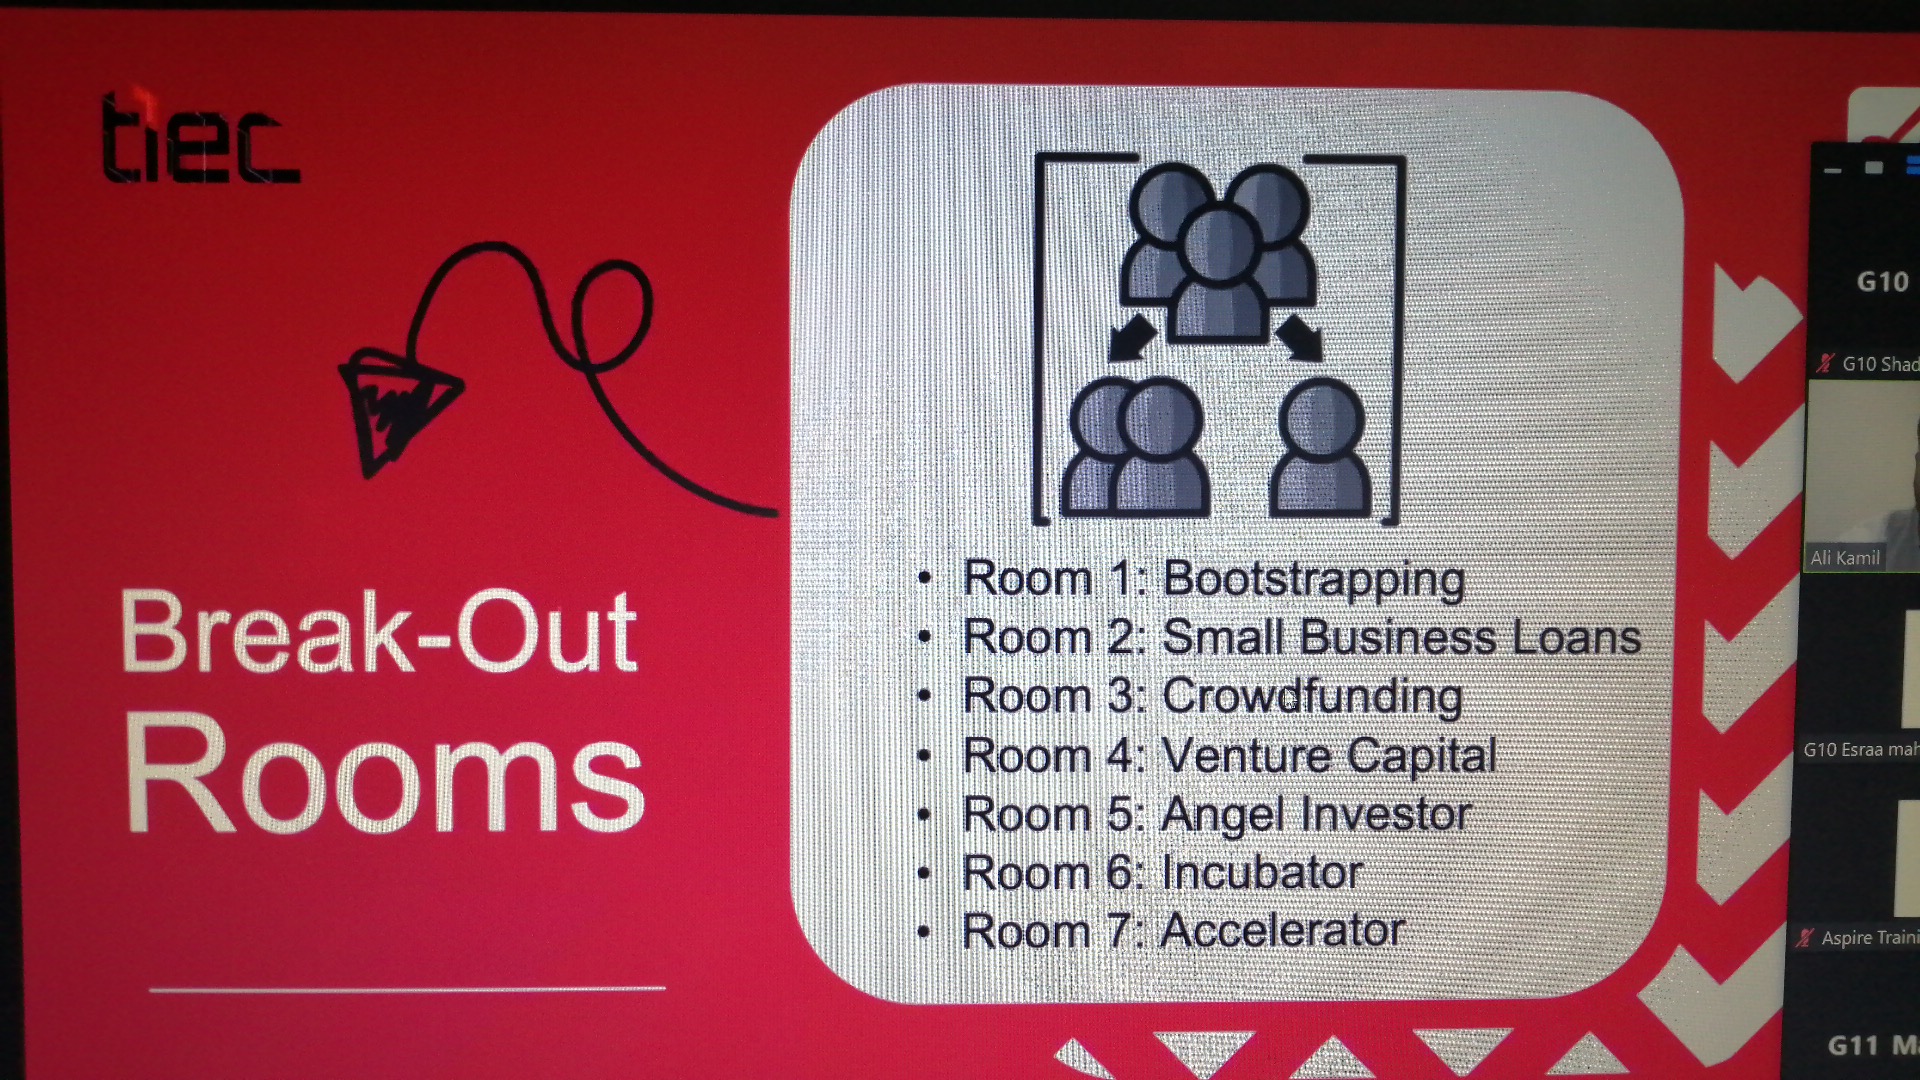 tiec
Break-Out
Rooms
• Room 1: Bootstrapping
• Room 2: Small Business Loans
• Room 3: Crowdfunding
• Room 4: Venture Capital
• Room 5: Angel Investor
• Room 6: Incubator
• Room 7: Accelerator
G10
G10 Shad
Ali Kamil
G10 Esraa mah
Aspire Traini
G11 Ma